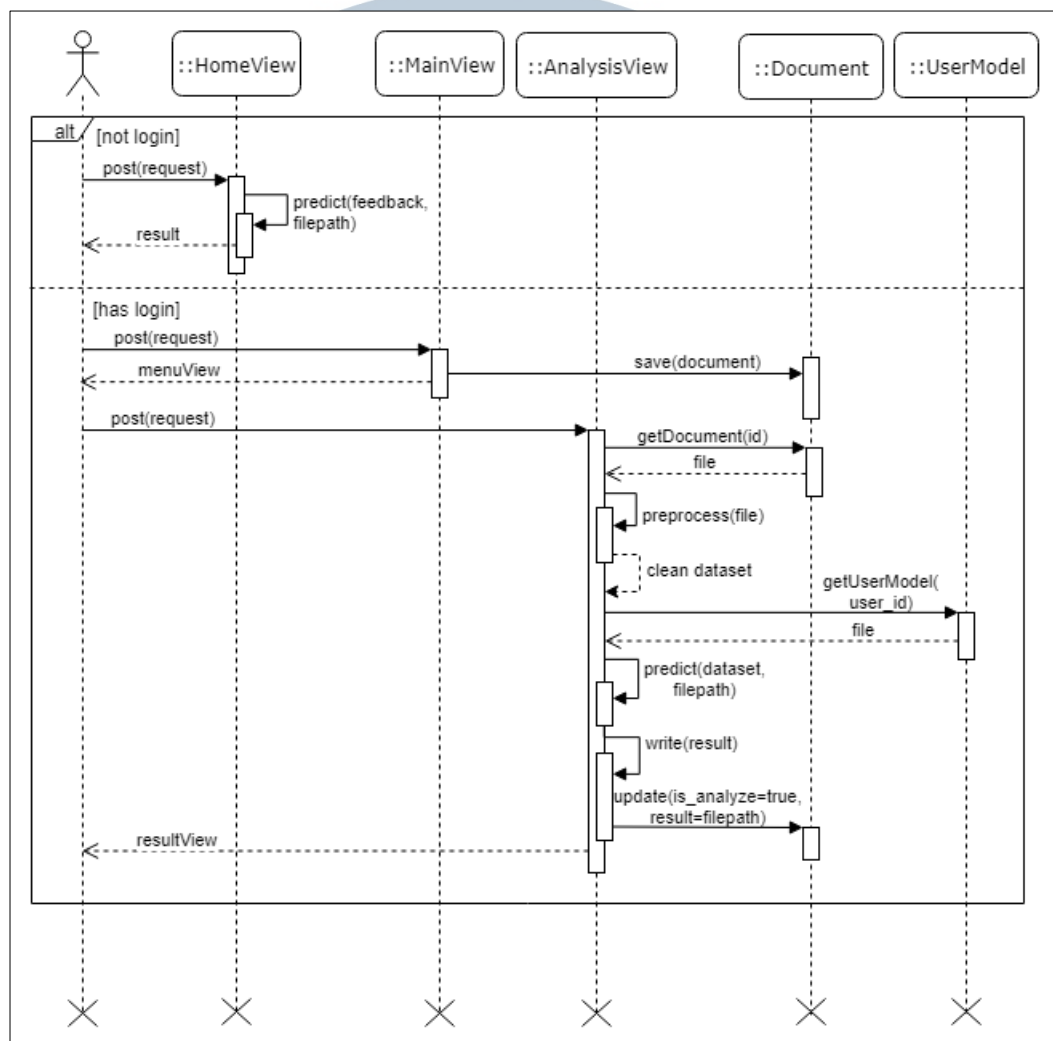 ::HomeView
::MainView
::AnalysisView
::Document
::UserModel
alt
[not login]
post(request)
predict(feedback,
filepath)
result
[has login]
post(request)
save(document)
menuView
post(request)
getDocument(id)
file
preprocess(file)
clean dataset
getUserModel(
user_id)
file
predict(dataset,
filepath)
write(result)
update(is_analyze=true,
result=filepath)
resultView